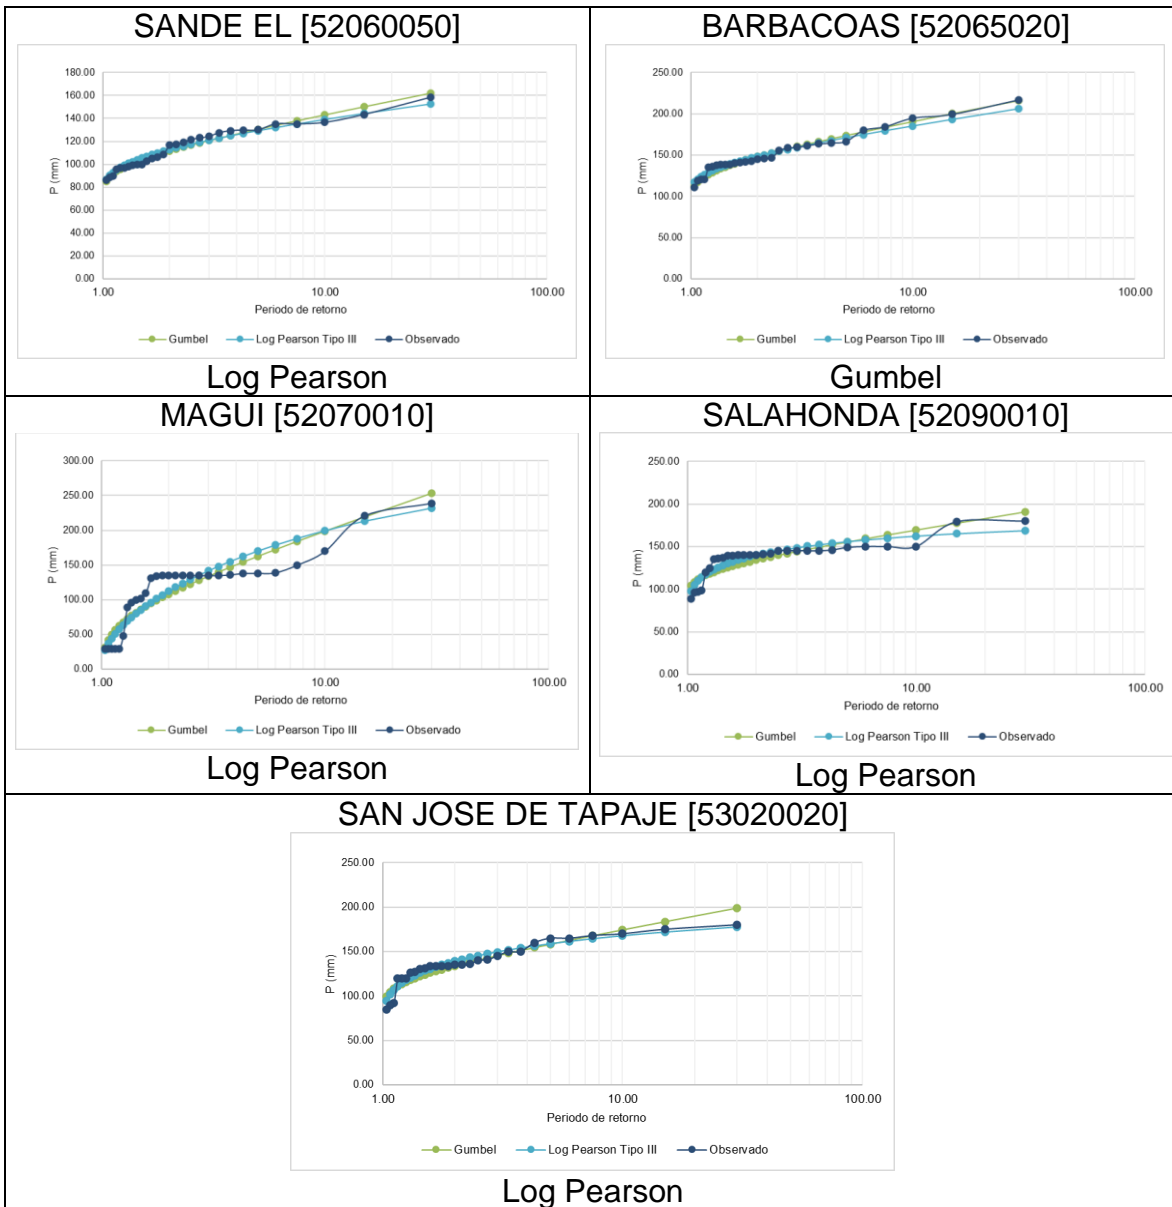 SANDE EL [52060050]
180.00
160.00
140.00
120.00
100.00
80.00
60.00
40.00
20.00
0.00
P (mm)
1.00 10.00 100.00
Periodo de retorno
Gumbel Log Pearson Tipo III Observado
Log Pearson
BARBACOAS [52065020]
250.00
200.00
150.00
100.00
50.00
0.00
P (mm)
1.00 10.00 100.00
Periodo de retorno
Gumbel Log Pearson Tipo III Observado
Gumbel
MAGUI [52070010]
300.00
250.00
200.00
150.00
100.00
50.00
0.00
P (mm)
1.00 10.00 100.00
Periodo de retorno
Gumbel Log Pearson Tipo III Observado
Log Pearson
SALAHONDA [52090010]
250.00
200.00
150.00
100.00
50.00
0.00
P (mm)
1.00 10.00 100.00
Periodo de retorno
Gumbel Log Pearson Tipo III Observado
Log Pearson
SAN JOSE DE TAPAJE [53020020]
250.00
200.00
150.00
100.00
50.00
0.00
P (mm)
1.00 10.00 100.00
Periodo de retorno
Gumbel Log Pearson Tipo III Observado
Log Pearson